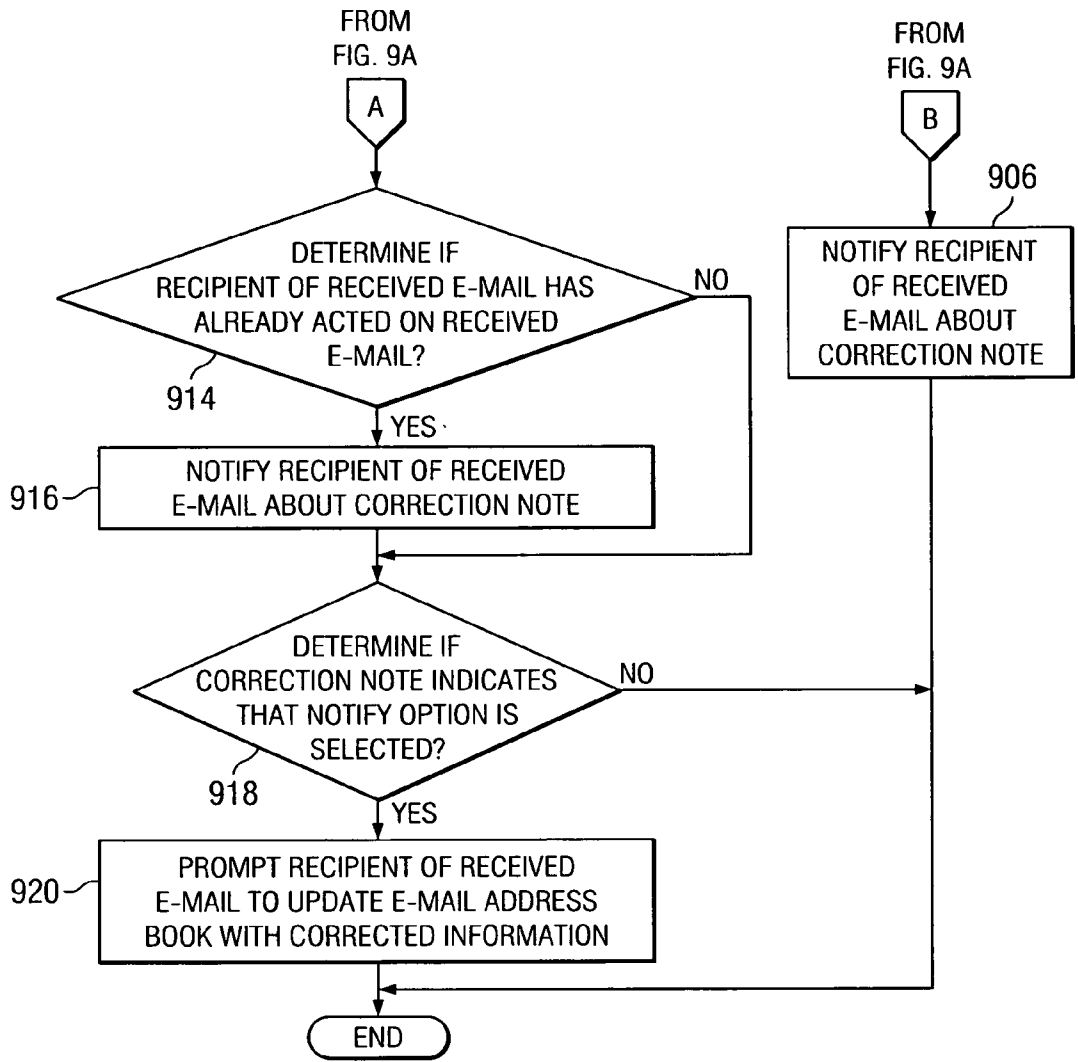 FROM
FIG. 9A
A
FROM
FIG. 9A
B
906
NOTIFY RECIPIENT
OF RECEIVED
E-MAIL ABOUT
CORRECTION NOTE
DETERMINE IF
RECIPIENT OF RECEIVED E-MAIL HAS
ALREADY ACTED ON RECEIVED
E-MAIL?
NO
914
YES
916
NOTIFY RECIPIENT OF RECEIVED
E-MAIL ABOUT CORRECTION NOTE
DETERMINE IF
CORRECTION NOTE INDICATES
THAT NOTIFY OPTION IS
SELECTED?
NO
918
YES
920
PROMPT RECIPIENT OF RECEIVED
E-MAIL TO UPDATE E-MAIL ADDRESS
BOOK WITH CORRECTED INFORMATION
END